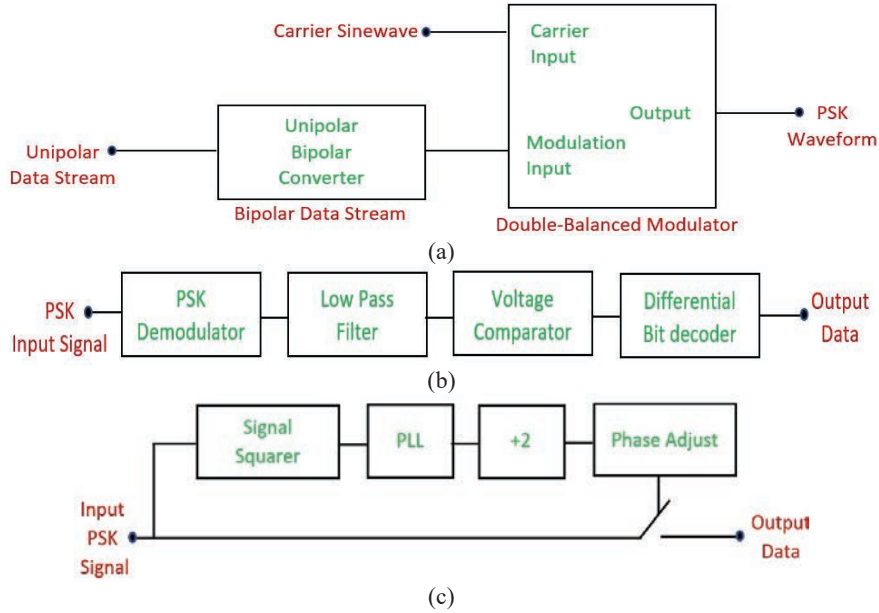 Carrier Sinewave
Carrier
Input
Output
PSK
Waveform
Unipolar
Data Stream
Unipolar
Bipolar
Converter
Modulation
Input
Bipolar Data Stream
Double-Balanced Modulator
(a)
PSK
Input Signal
PSK
Demodulator
Low Pass
Filter
Voltage
Comparator
Differential
Bit decoder
Output
Data
(b)
Signal
Squarer
PLL
+2
Phase Adjust
Input
PSK
Signal
Output
Data
(c)